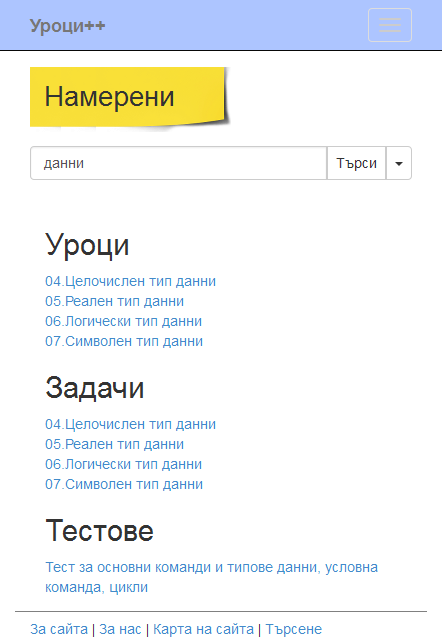 Уроци++
Намерени
данни Търси
Уроци
04.Целочислен тип данни
05.Реален тип данни
06.Логически тип данни
07.Символен тип данни
Задачи
04.Целочислен тип данни
05.Реален тип данни
06.Логически тип данни
07.Символен тип данни
Тестове
Тест за основни команди и типове данни, условна
команда, цикли
За сайта | За нас | Карта на сайта | Търсене